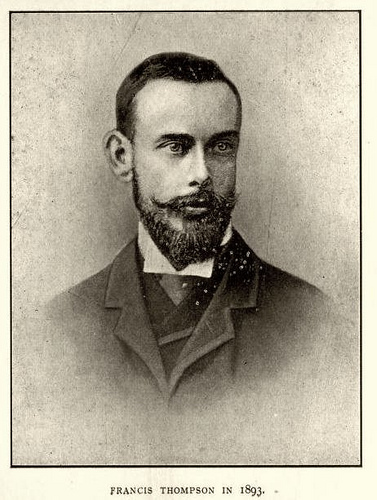 FRANCIS THOMPSON IN 1893.